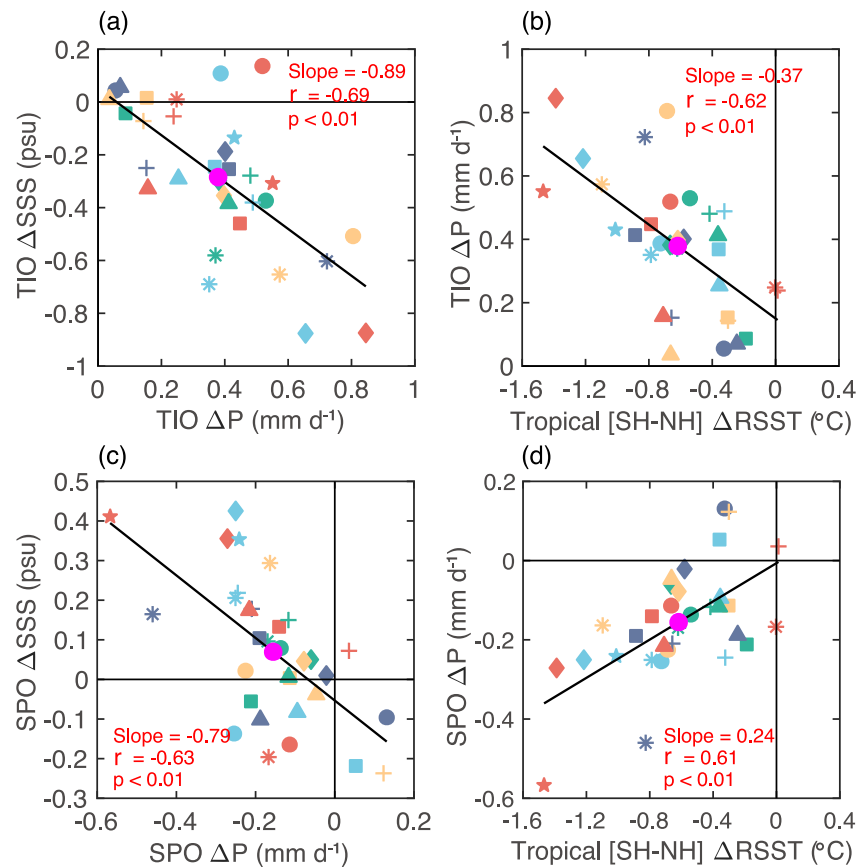 (a)
(b)
0.2
0
-0.2
-0.4
-0.6
-0.8
-1
TIO ΔSSS (psu)
Slope = -0.89
r = -0.69
p < 0.01
0 0.2 0.4 0.6 0.8 1
TIO ΔP (mm d⁻¹)
1
0.8
0.6
0.4
0.2
0
TIO ΔP (mm d⁻¹)
Slope = -0.37
r = -0.62
p < 0.01
-1.6 -1.2 -0.8 -0.4 0 0.4
Tropical [SH-NH] ΔRSST (°C)
(c)
(d)
0.5
0.4
0.3
0.2
0.1
0
-0.1
-0.2
0.3
SPO ΔSSS (psu)
Slope = -0.79
r = -0.63
p < 0.01
-0.6 -0.4 -0.2 0 0.2
SPO ΔP (mm d⁻¹)
0.2
0
-0.2
-0.4
-0.6
SPO ΔP (mm d⁻¹)
Slope = 0.24
r = 0.61
p < 0.01
-1.6 -1.2 -0.8 -0.4 0 0.4
Tropical [SH-NH] ΔRSST (°C)